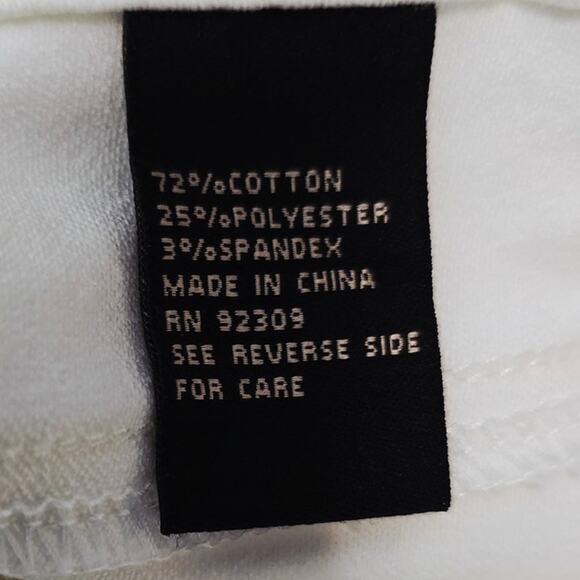 72%COTTON
25%POLYESTER
3%SPANDEX
MADE IN CHINA
RN 92309
SEE REVERSE SIDE
FOR CARE